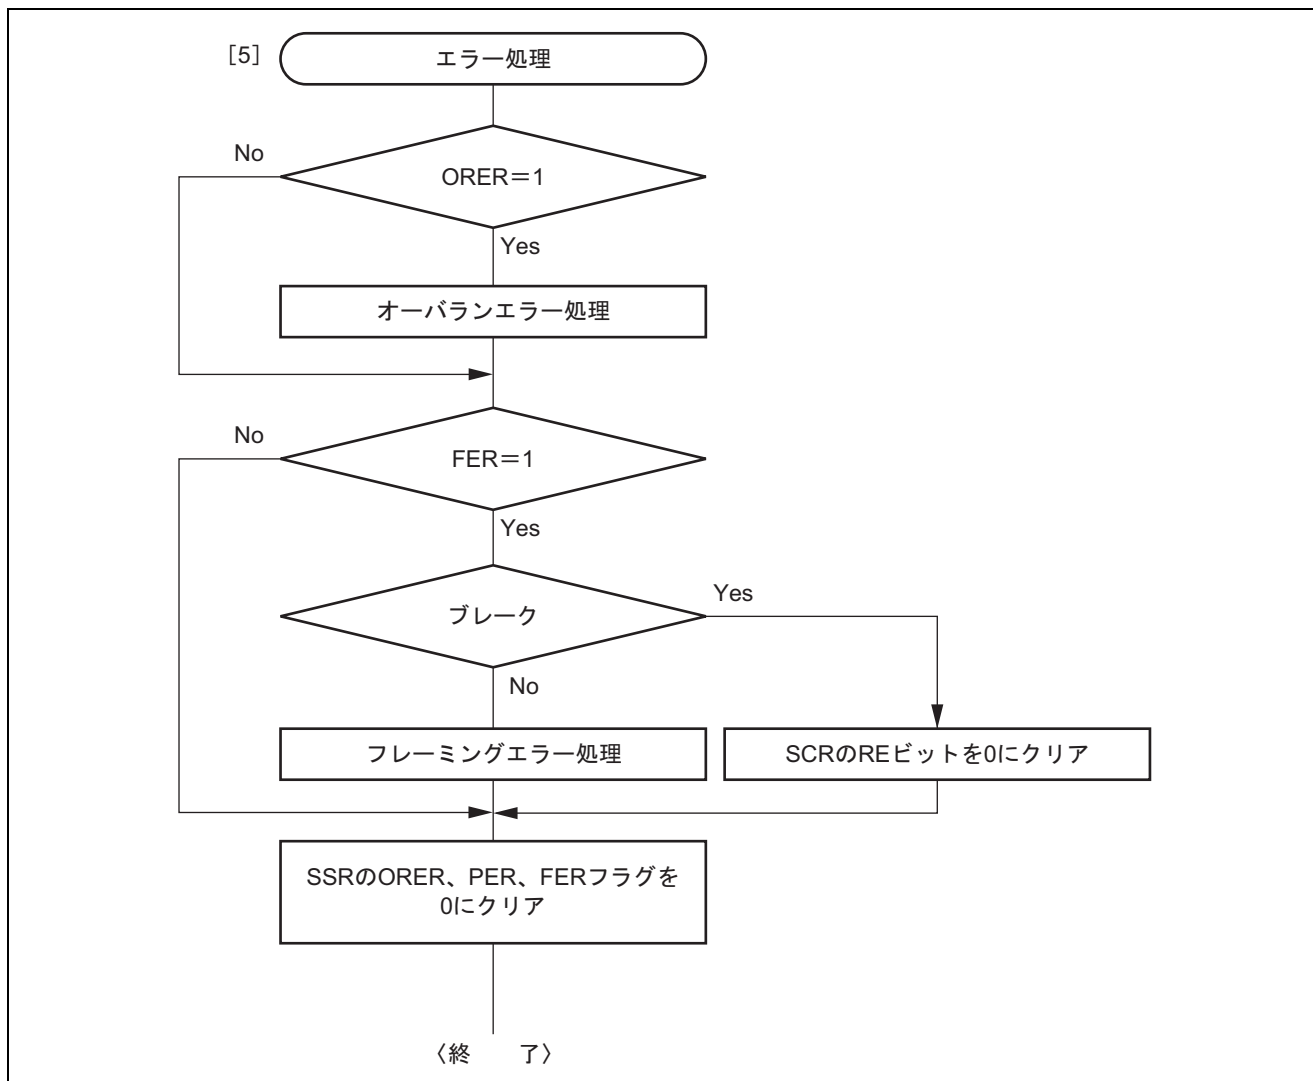 [5]
エラー処理
No
ORER＝1
Yes
オーバランエラー処理
No
FER＝1
Yes
ブレーク
Yes
No
フレーミングエラー処理
SCRのREビットを0にクリア
SSRのORER、PER、FERフラグを
0にクリア
〈終　了〉